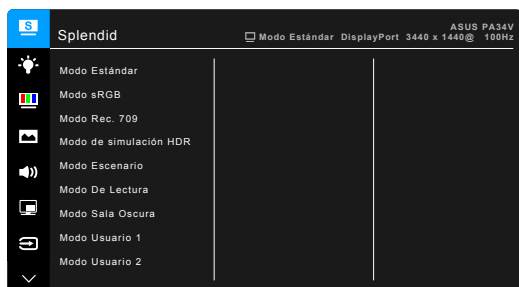 S
ASUS PA34V
Splendid
Modo Estándar DisplayPort 3440 x 1440@ 100Hz
Modo Estándar
Modo sRGB
Modo Rec. 709
Modo de simulación HDR
Modo Escenario
Modo De Lectura
Modo Sala Oscura
Modo Usuario 1
Modo Usuario 2